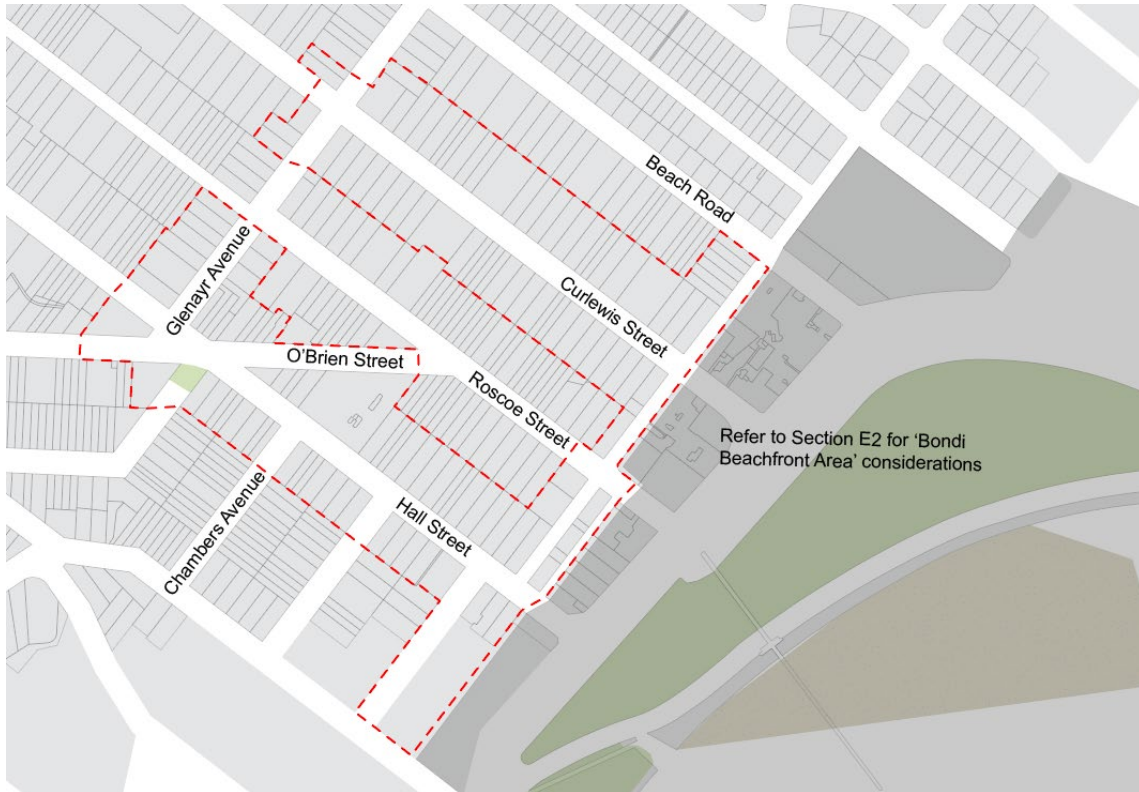 Beach Road
Glenayr Avenue
Curlewis Street
O'Brien Street
Roscoe Street
Refer to Section E2 for 'Bondi
Beachfront Area' considerations
Hall Street
Chambers Avenue